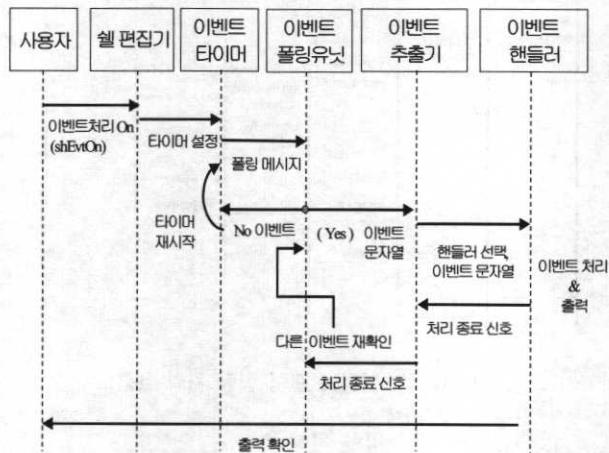 사용자
쉘 편집기
이벤트
타이머
이벤트
폴링유닛
이벤트
추출기
이벤트
핸들러
이벤트처리 On
(shEvtOn)
타이머 설정
폴링 메시지
타이머
재시작
No 이벤트
( Yes ) 이벤트
문자열
핸들러 선택,
이벤트 문자열
이벤트 처리
&
출력
처리 종료 신호
다른 이벤트 재확인
처리 종료 신호
출력 확인